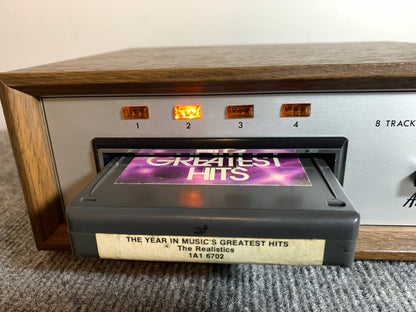 1 2 3 4
8 TRACK
GREATEST
HITS
THE YEAR IN MUSIC'S GREATEST HITS
The Realistics
1A1 6702